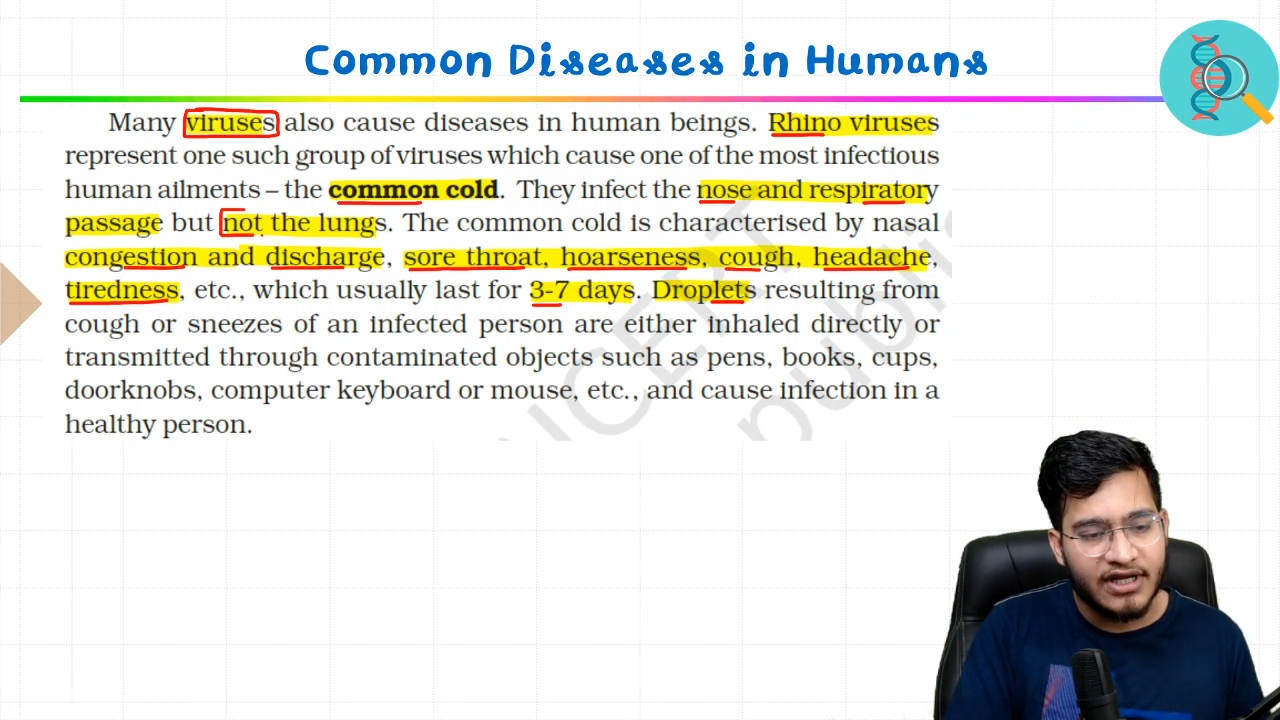 Common Diseases in Humans
Many viruses also cause diseases in human beings. Rhino viruses
represent one such group of viruses which cause one of the most infectious
human ailments – the common cold. They infect the nose and respiratory
passage but not the lungs. The common cold is characterised by nasal
congestion and discharge, sore throat, hoarseness, cough, headache,
tiredness, etc., which usually last for 3-7 days. Droplets resulting from
cough or sneezes of an infected person are either inhaled directly or
transmitted through contaminated objects such as pens, books, cups,
doorknobs, computer keyboard or mouse, etc., and cause infection in a
healthy person.